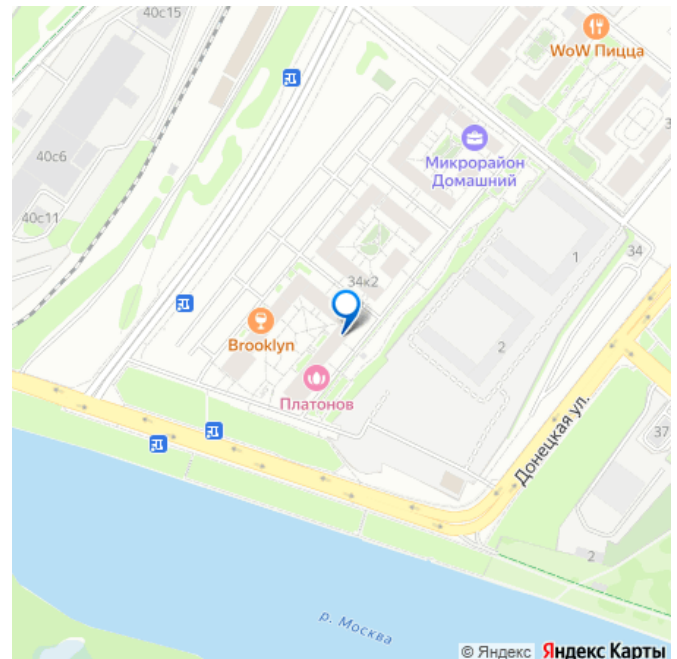 40с15
WoW Пицца
40с6
Микрорайон
Домашний
40с11
34
1
34к2
Brooklyn
2
Платонов
Донецкая ул.
37
2
р. Москва
© Яндекс Яндекс Карты